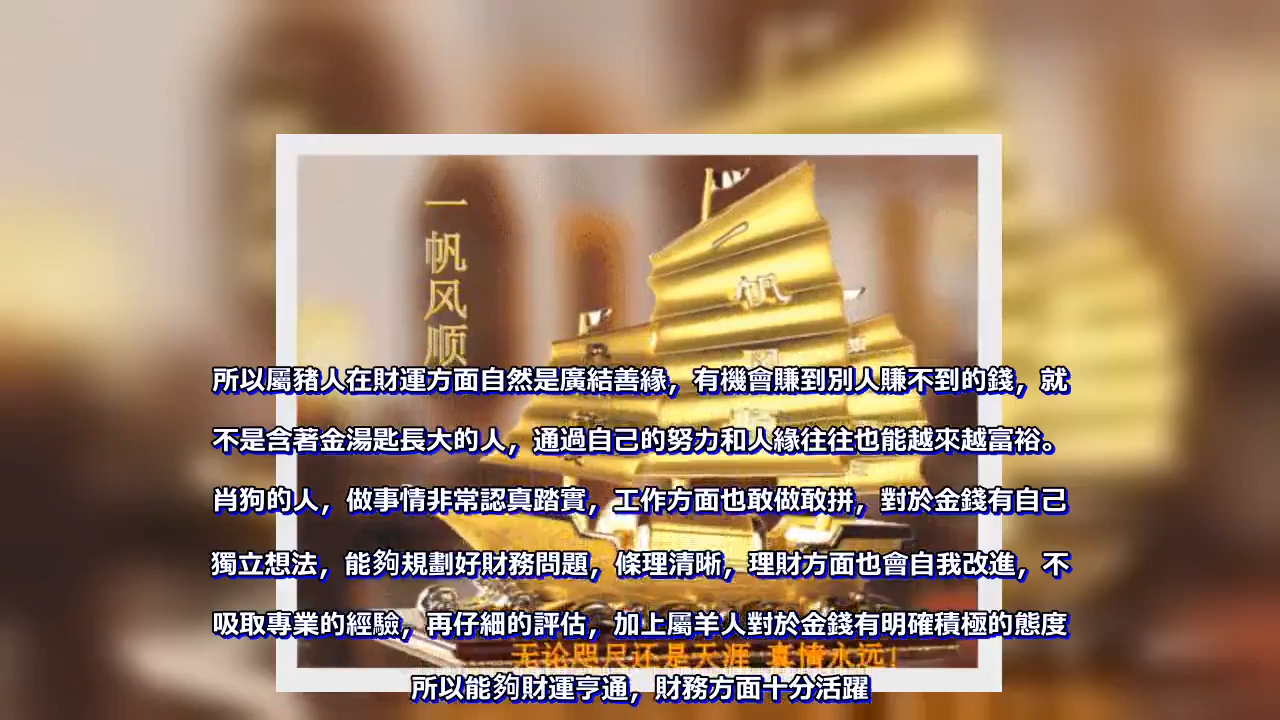 一帆风顺
帆
所以屬豬人在財運方面自然是廣結善緣，有機會賺到別人賺不到的錢，就
不是含著金湯匙長大的人，通過自己的努力和人緣往往也能越來越富裕。
肖狗的人，做事情非常認真踏實，工作方面也敢做敢拼，對於金錢有自己
獨立想法，能夠規劃好財務問題，條理清晰，理財方面也會自我改進，不
吸取專業的經驗，再仔細的評估，加上屬羊人對於金錢有明確積極的態度
无论咫尺还是天涯 真情永远！
所以能夠財運亨通，財務方面十分活躍